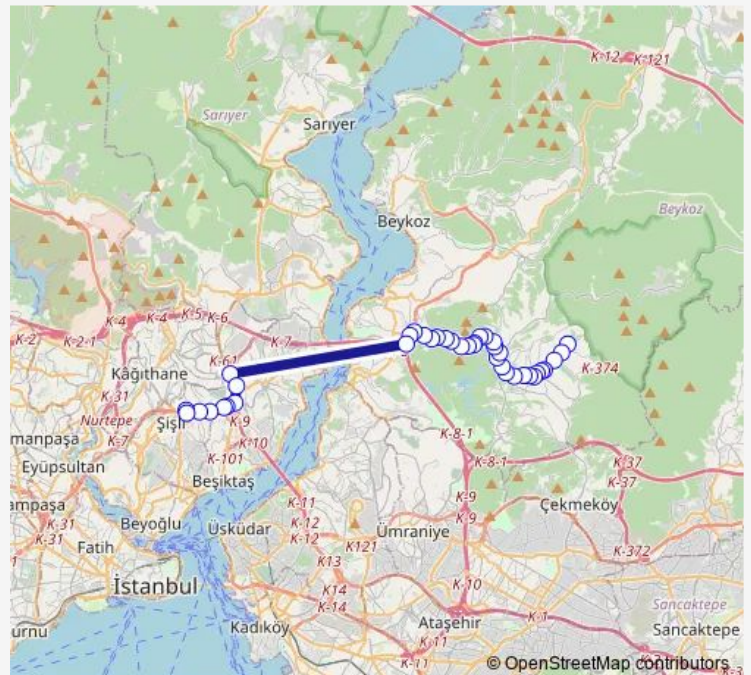 K-12
K-121
Sarıyer
Sarıyer
Beykoz
Beykoz
K-4
K-4
K-5
K-6
K-2
K-2-1
K-7
K-61
Kâğıthane
K-374
K-31
Nurtepe
Şişli
K-9
K-7
K-10
K-8-1
manpaşa
K-101
K-8-1
K-37
Eyüpsultan
K-37
Beşiktaş
K-9
ampaşa
K-11
K-9
Çekmeköy
K-31
Beyoğlu
Üsküdar
K-12
Ümraniye
K-31
K-12
K121
K-372
Fatih
K13
İstanbul
K14
K-10
K-14
Sancaktepe
K-1
Ataşehir
Kadıköy
Sancaktepe
K-11
K-11
© OpenStreetMap contributors